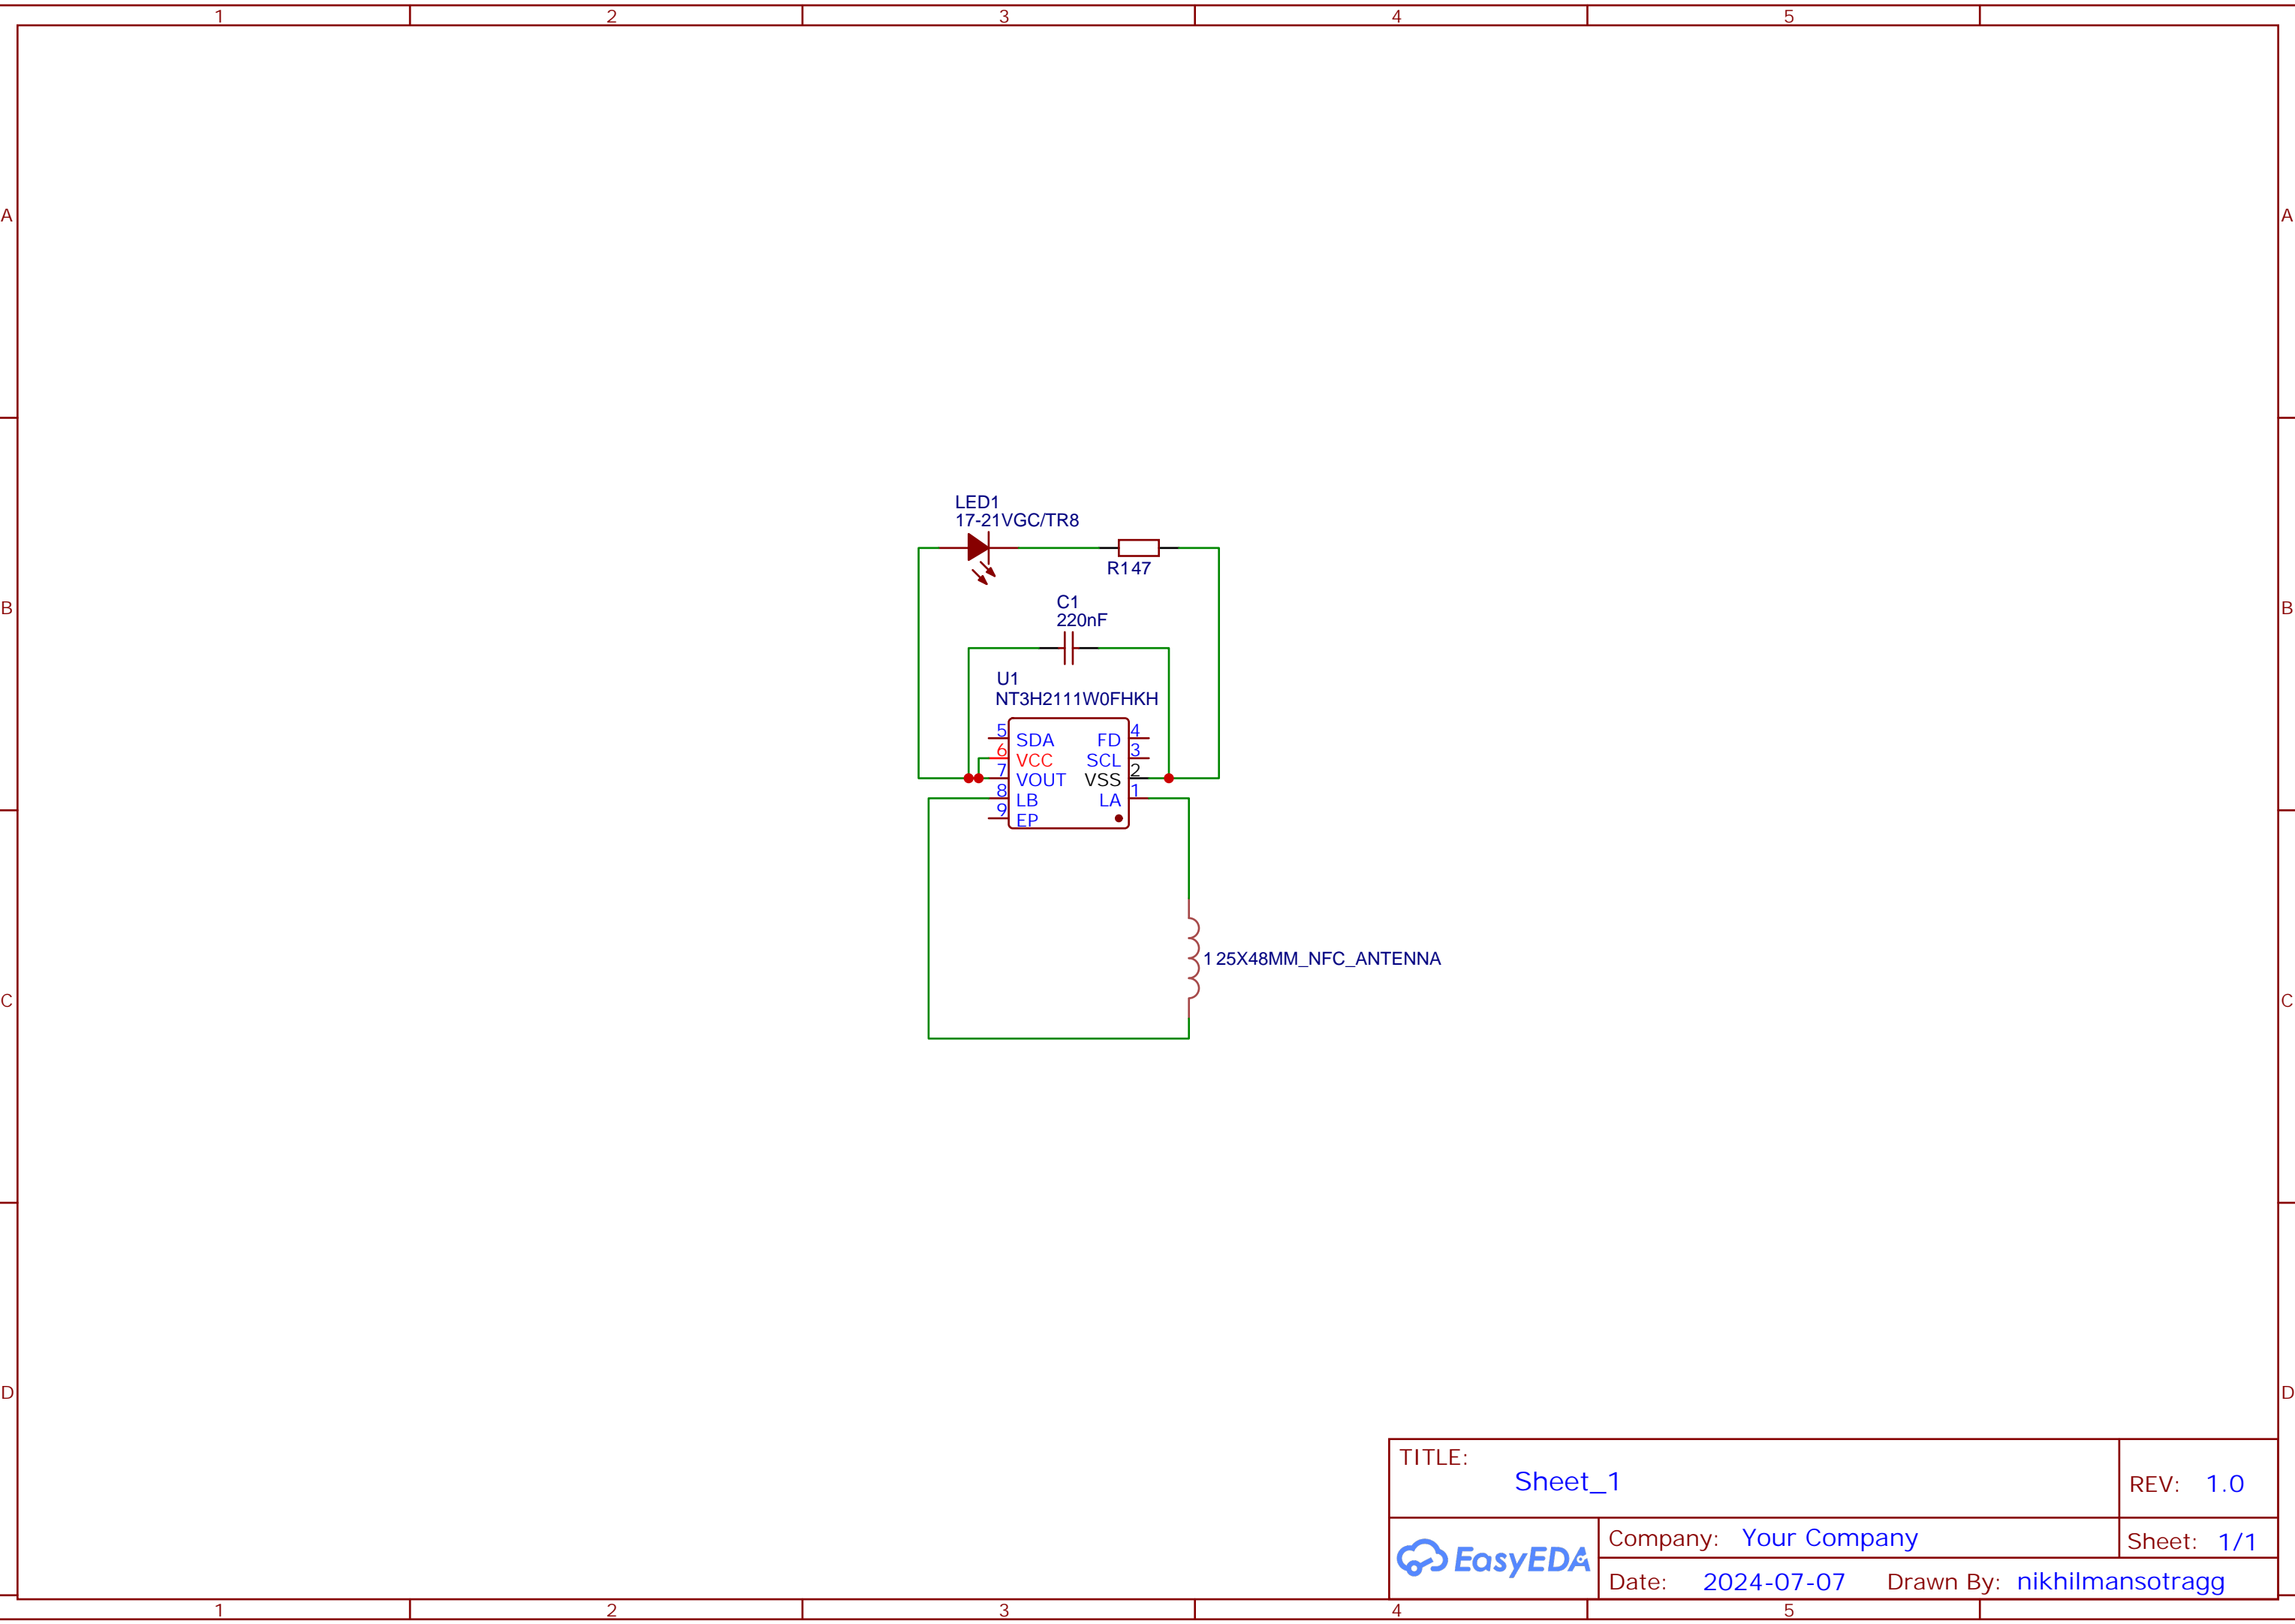 1 2 3 4 5
A A
LED1
17-21VGC/TR8
R147
B B
C1
220nF
U1
NT3H2111W0FHKH
5 SDA FD 4
6 VCC SCL 3
7 VOUT VSS 2
8 LB LA 1
9 EP
125X48MM_NFC_ANTENNA
C C
D D
TITLE:
Sheet_1
REV: 1.0
EasyEDA
Company: Your Company
Sheet: 1/1
Date: 2024-07-07 Drawn By: nikhilmansotragg
1 2 3 4 5